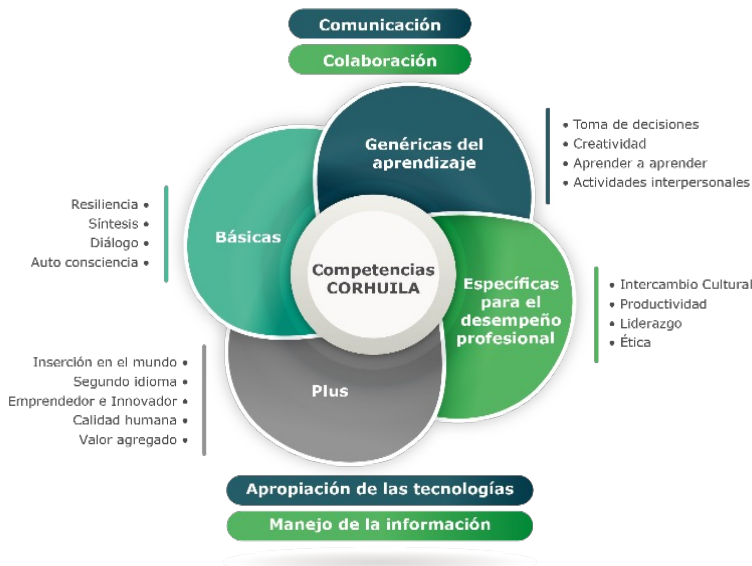 Comunicación
Colaboración
Genéricas del
aprendizaje
• Toma de decisiones
• Creatividad
• Aprender a aprender
• Actividades interpersonales
Resiliencia •
Síntesis •
Diálogo •
Auto consciencia •
Básicas
Competencias
CORHUILA
Específicas
para el
desempeño
profesional
• Intercambio Cultural
• Productividad
• Liderazgo
• Ética
Inserción en el mundo •
Segundo idioma •
Emprendedor e Innovador •
Calidad humana •
Valor agregado •
Plus
Apropiación de las tecnologías
Manejo de la información